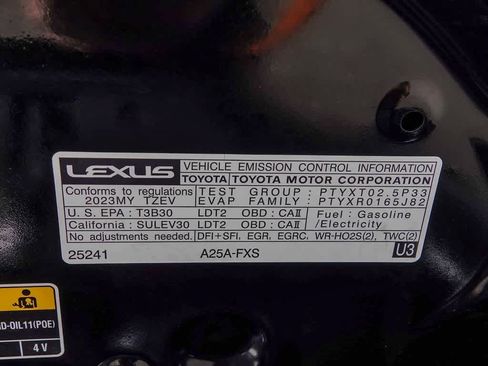 LEXUS VEHICLE EMISSION CONTROL INFORMATION
TOYOTA TOYOTA MOTOR CORPORATION
Conforms to regulations TEST GROUP : PTYXT02.5P33
2023MY TZEV EVAP FAMILY : PTYXR0165J82
U. S. EPA : T3B30 LDT2 OBD : CAII Fuel : Gasoline
California : SULEV30 LDT2 OBD : CAII /Electricity
No adjustments needed. DFI+SFI, EGR, EGRC, WR-HO2S(2), TWC(2)
25241 A25A-FXS U3
D-OIL11(POE)
4 V